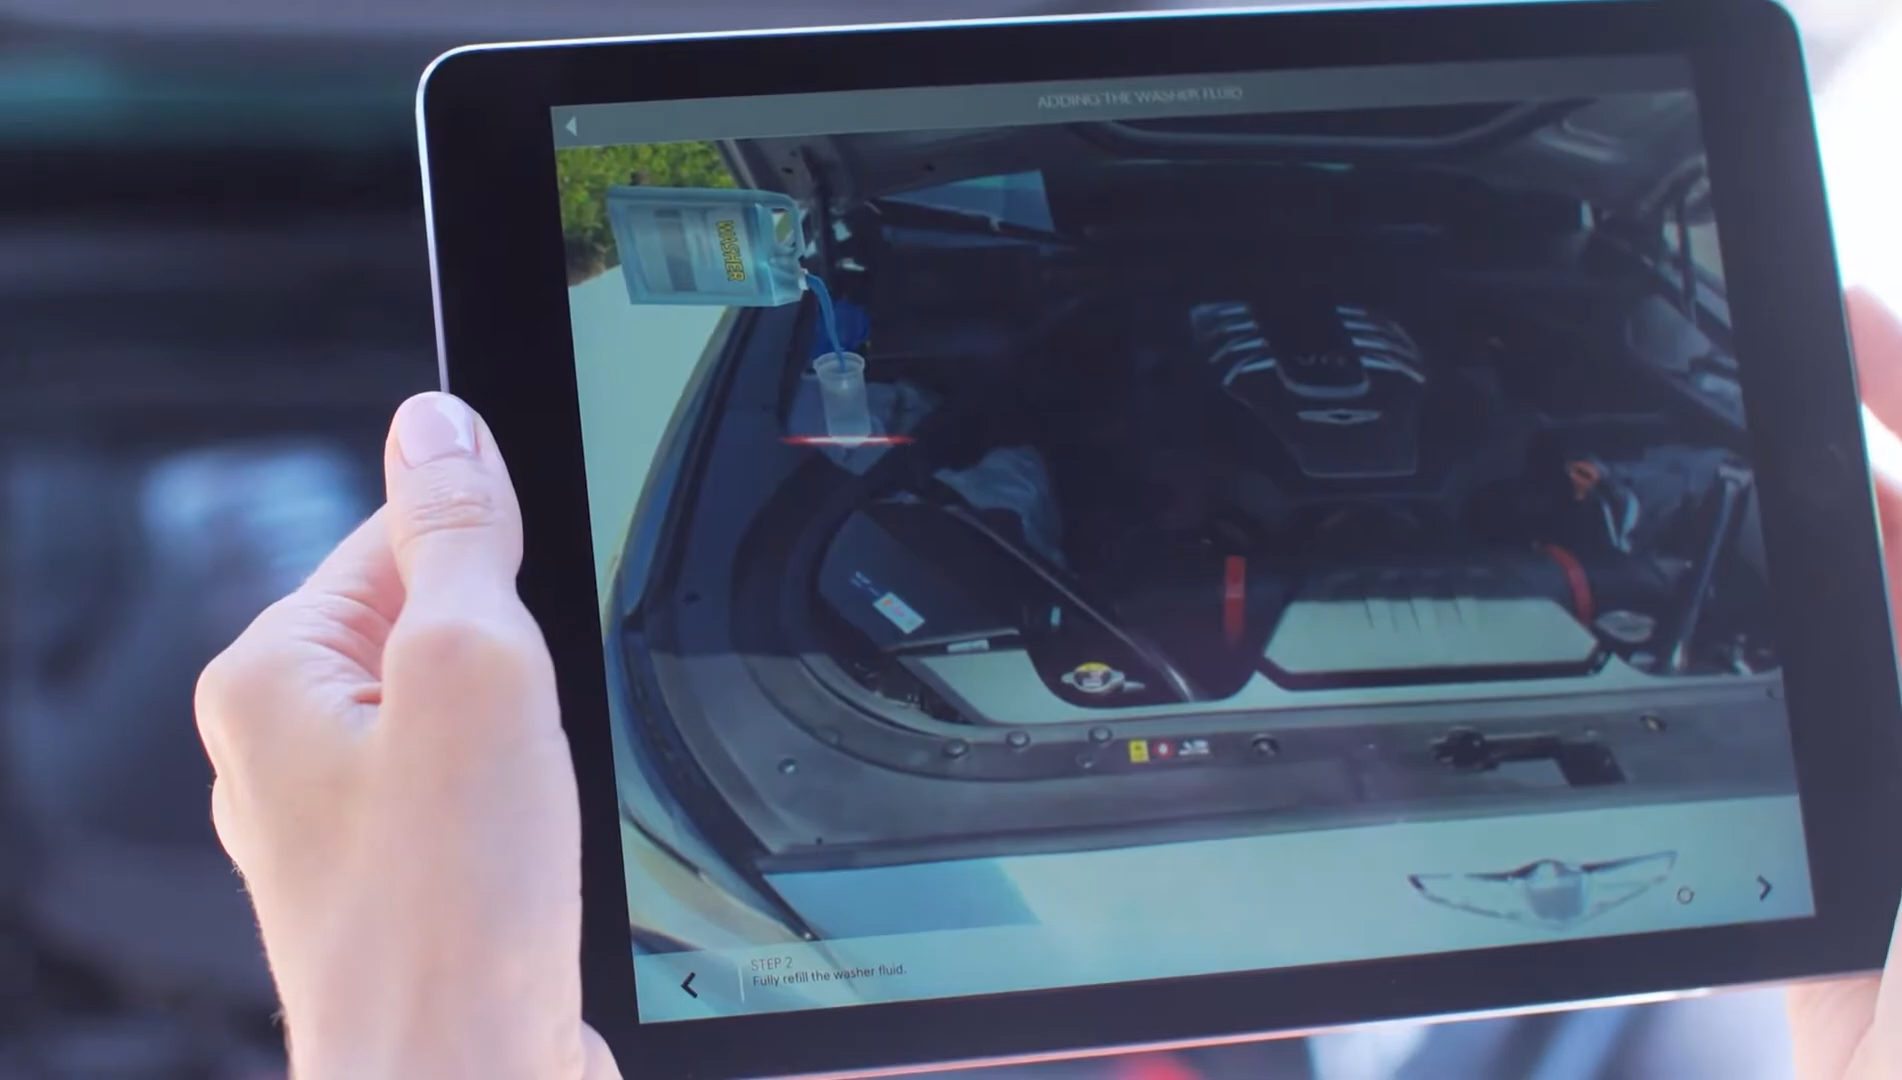 ADDING THE WASHER FLUID
WASHER
STEP 2
Fully refill the washer fluid.